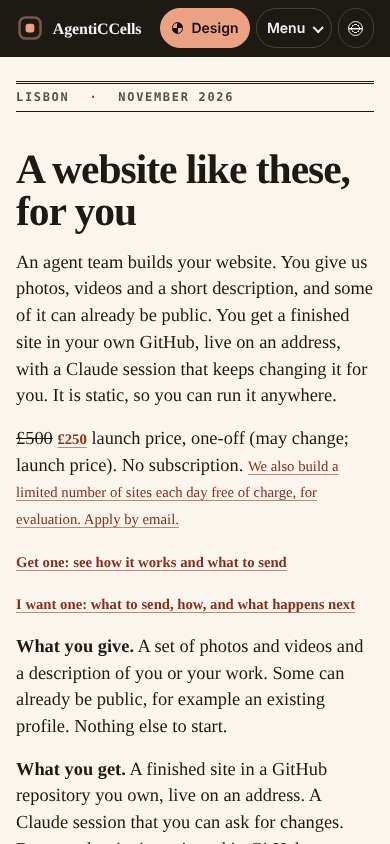 AgentiCCells
Design
Menu
LISBON · NOVEMBER 2026
A website like these,
for you
An agent team builds your website. You give us
photos, videos and a short description, and some
of it can already be public. You get a finished
site in your own GitHub, live on an address,
with a Claude session that keeps changing it for
you. It is static, so you can run it anywhere.
£500 £250 launch price, one-off (may change;
launch price). No subscription. We also build a
limited number of sites each day free of charge, for
evaluation. Apply by email.
Get one: see how it works and what to send
I want one: what to send, how, and what happens next
What you give. A set of photos and videos and
a description of you or your work. Some can
already be public, for example an existing
profile. Nothing else to start.
What you get. A finished site in a GitHub
repository you own, live on an address. A
Claude session that you can ask for changes.